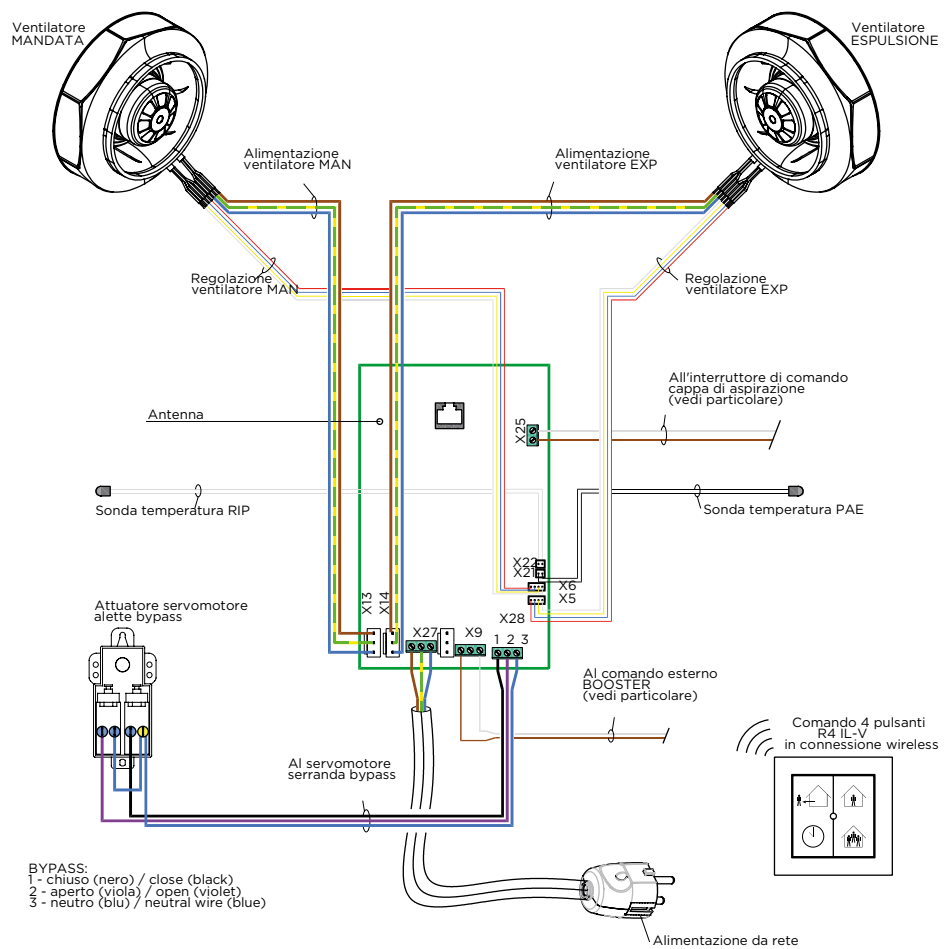 Ventilatore
MANDATA
Ventilatore
ESPULSIONE
Alimentazione
ventilatore MAN
Alimentazione
ventilatore EXP
Regolazione
ventilatore MAN
Regolazione
ventilatore EXP
All'interruttore di comando
cappa di aspirazione
(vedi particolare)
Antenna
X25
Sonda temperatura RIP
Sonda temperatura PAE
X22
X21
X6
X5
X13
X14
X28
X27
X9
1 2 3
Attuatore servomotore
alette bypass
Al comando esterno
BOOSTER
(vedi particolare)
Comando 4 pulsanti
R4 IL-V
in connessione wireless
Al servomotore
serranda bypass
BYPASS:
1 - chiuso (nero) / close (black)
2 - aperto (viola) / open (violet)
3 - neutro (blu) / neutral wire (blue)
Alimentazione da rete